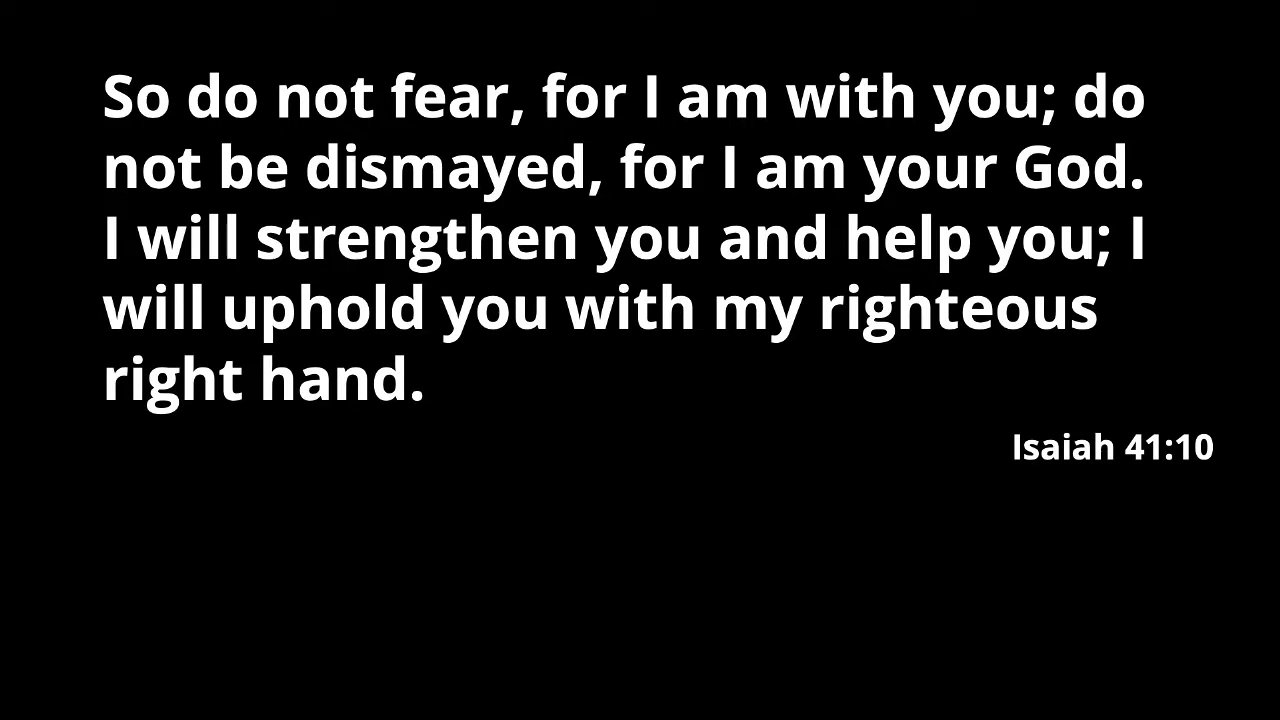 So do not fear, for I am with you; do
not be dismayed, for I am your God.
I will strengthen you and help you; I
will uphold you with my righteous
right hand.
Isaiah 41:10